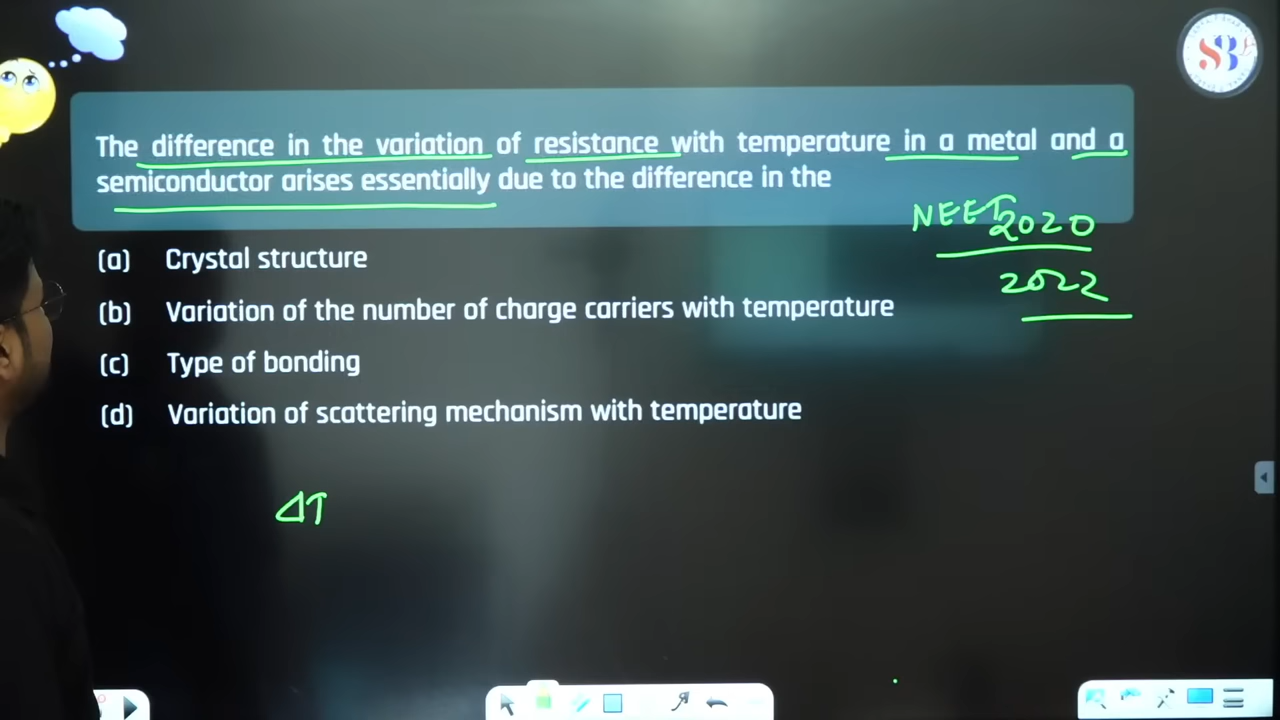 The difference in the variation of resistance with temperature in a metal and a
semiconductor arises essentially due to the difference in the
NEET 2020
2022
(a) Crystal structure
(b) Variation of the number of charge carriers with temperature
(c) Type of bonding
(d) Variation of scattering mechanism with temperature
ΔT
SB